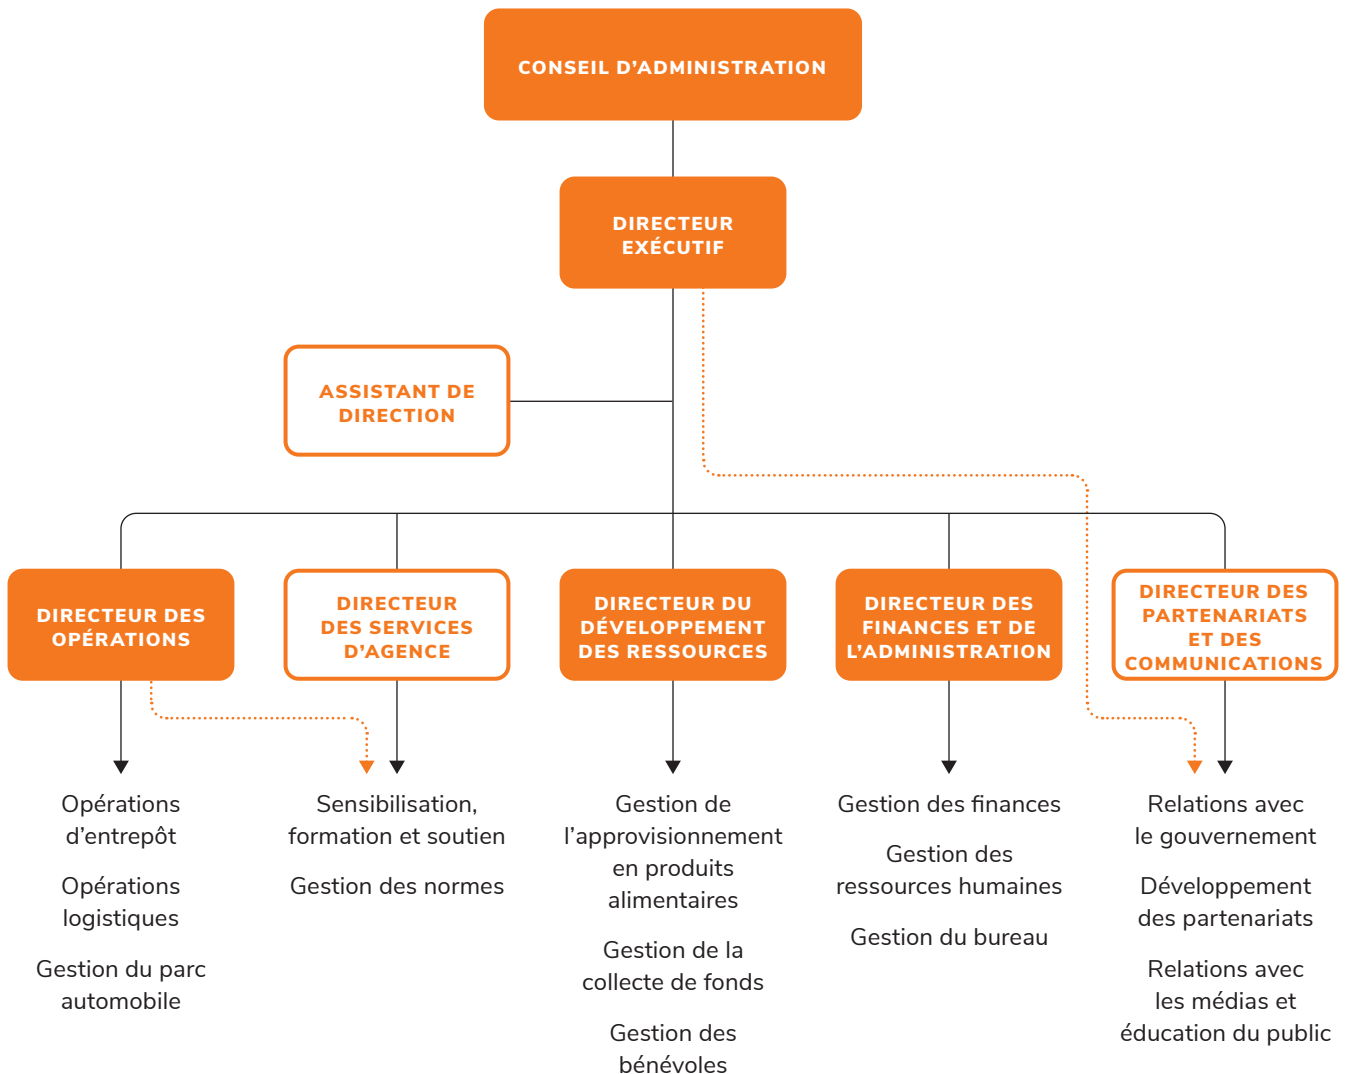 CONSEIL D’ADMINISTRATION
DIRECTEUR
EXÉCUTIF
ASSISTANT DE
DIRECTION
DIRECTEUR DES
OPÉRATIONS
DIRECTEUR
DES SERVICES
D’AGENCE
DIRECTEUR DU
DÉVELOPPEMENT
DES RESSOURCES
DIRECTEUR DES
FINANCES ET DE
L’ADMINISTRATION
DIRECTEUR DES
PARTENARIATS
ET DES
COMMUNICATIONS
Opérations
d’entrepôt
Opérations
logistiques
Gestion du parc
automobile
Sensibilisation,
formation et soutien
Gestion des normes
Gestion de
l’approvisionnement
en produits
alimentaires
Gestion de la
collecte de fonds
Gestion des
bénévoles
Gestion des finances
Gestion des
ressources humaines
Gestion du bureau
Relations avec
le gouvernement
Développement
des partenariats
Relations avec
les médias et
éducation du public